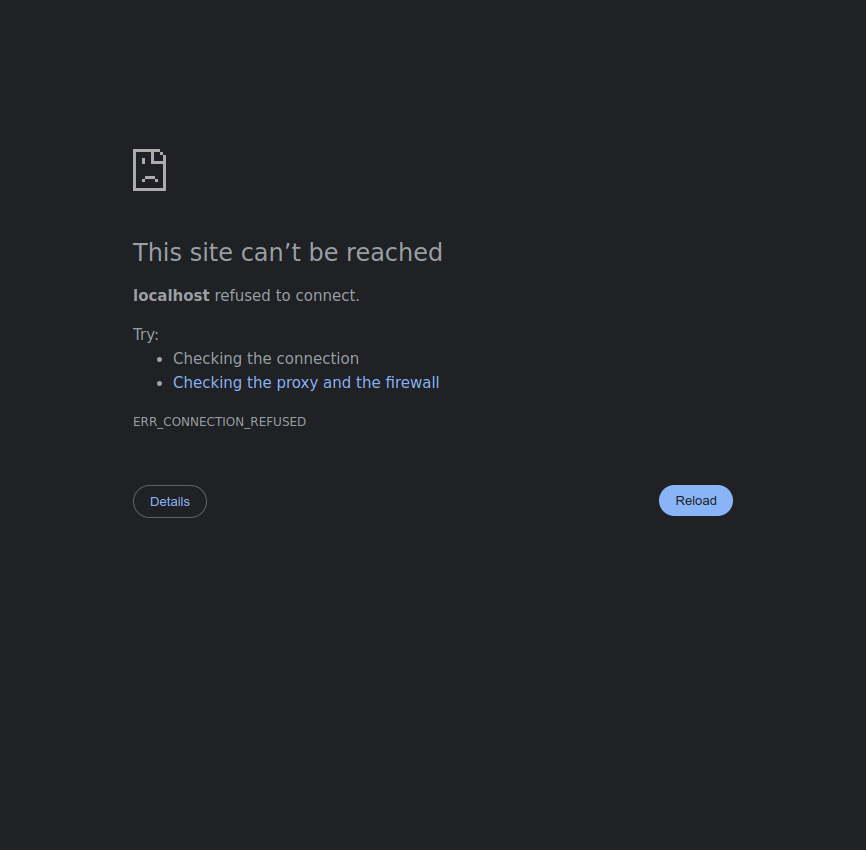 This site can’t be reached
localhost refused to connect.
Try:
• Checking the connection
• Checking the proxy and the firewall
ERR_CONNECTION_REFUSED
Details
Reload